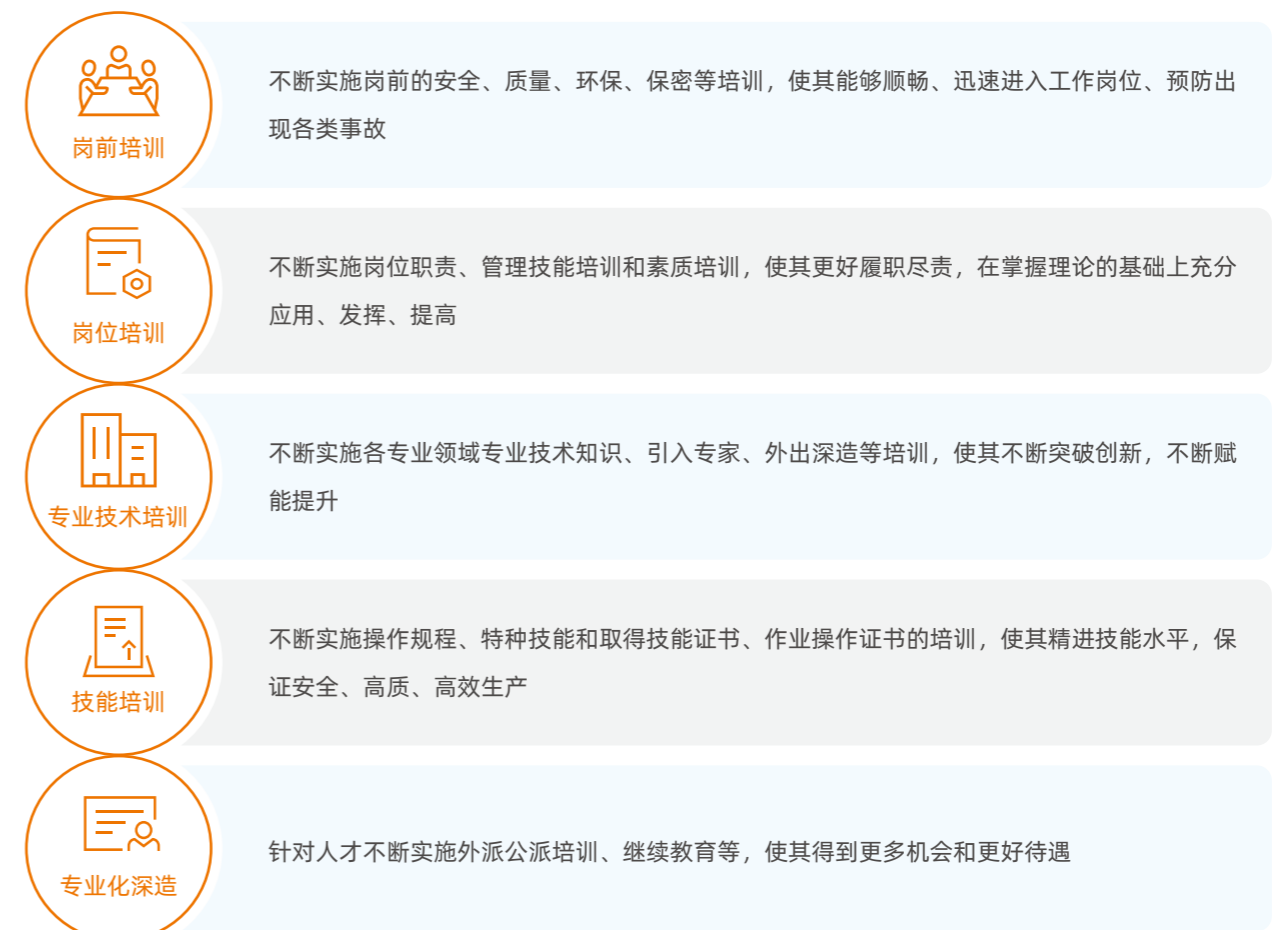 岗前培训
不断实施岗前的安全、质量、环保、保密等培训，使其能够顺畅、迅速进入工作岗位、预防出
现各类事故
岗位培训
不断实施岗位职责、管理技能培训和素质培训，使其更好履职尽责，在掌握理论的基础上充分
应用、发挥、提高
专业技术培训
不断实施各专业领域专业技术知识、引入专家、外出深造等培训，使其不断突破创新，不断赋
能提升
技能培训
不断实施操作规程、特种技能和取得技能证书、作业操作证书的培训，使其精进技能水平，保
证安全、高质、高效生产
专业化深造
针对人才不断实施外派公派培训、继续教育等，使其得到更多机会和更好待遇